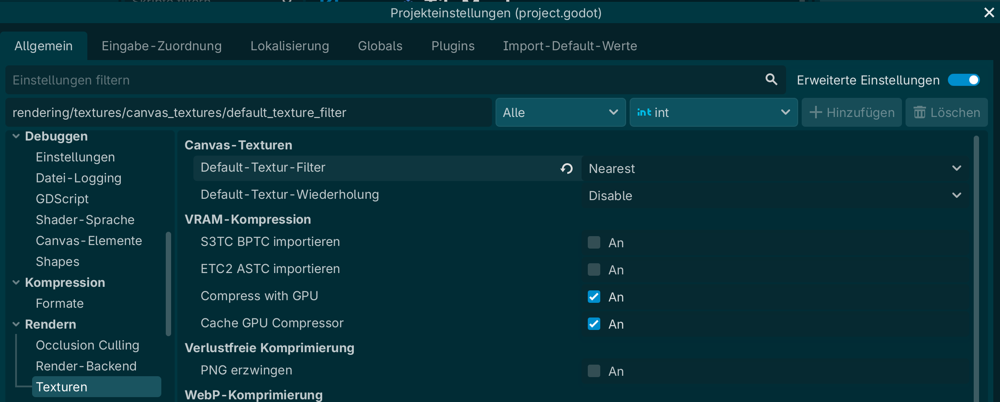 Projekteinstellungen (project.godot)
Allgemein Eingabe-Zuordnung Lokalisierung Globals Plugins Import-Default-Werte
Einstellungen filtern
Erweiterte Einstellungen
rendering/textures/canvas_textures/default_texture_filter
Alle
int int
Hinzufügen
Löschen
Debuggen
Einstellungen
Datei-Logging
GDScript
Shader-Sprache
Canvas-Elemente
Shapes
Kompression
Formate
Rendern
Occlusion Culling
Render-Backend
Texturen
Canvas-Texturen
Default-Textur-Filter Nearest
Default-Textur-Wiederholung Disable
VRAM-Kompression
S3TC BPTC importieren An
ETC2 ASTC importieren An
Compress with GPU An
Cache GPU Compressor An
Verlustfreie Komprimierung
PNG erzwingen An
WebP-Komprimierung